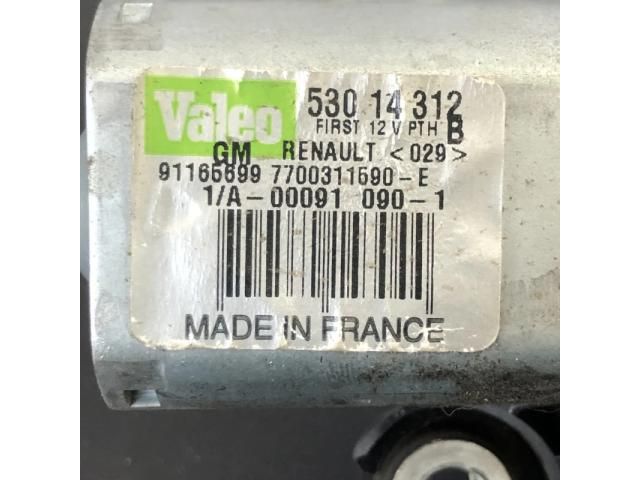 Valeo 530 14 312
FIRST 12 V PTH B
GM RENAULT <029>
91165699 7700311590-E
1/A-00091 090-1
MADE IN FRANCE